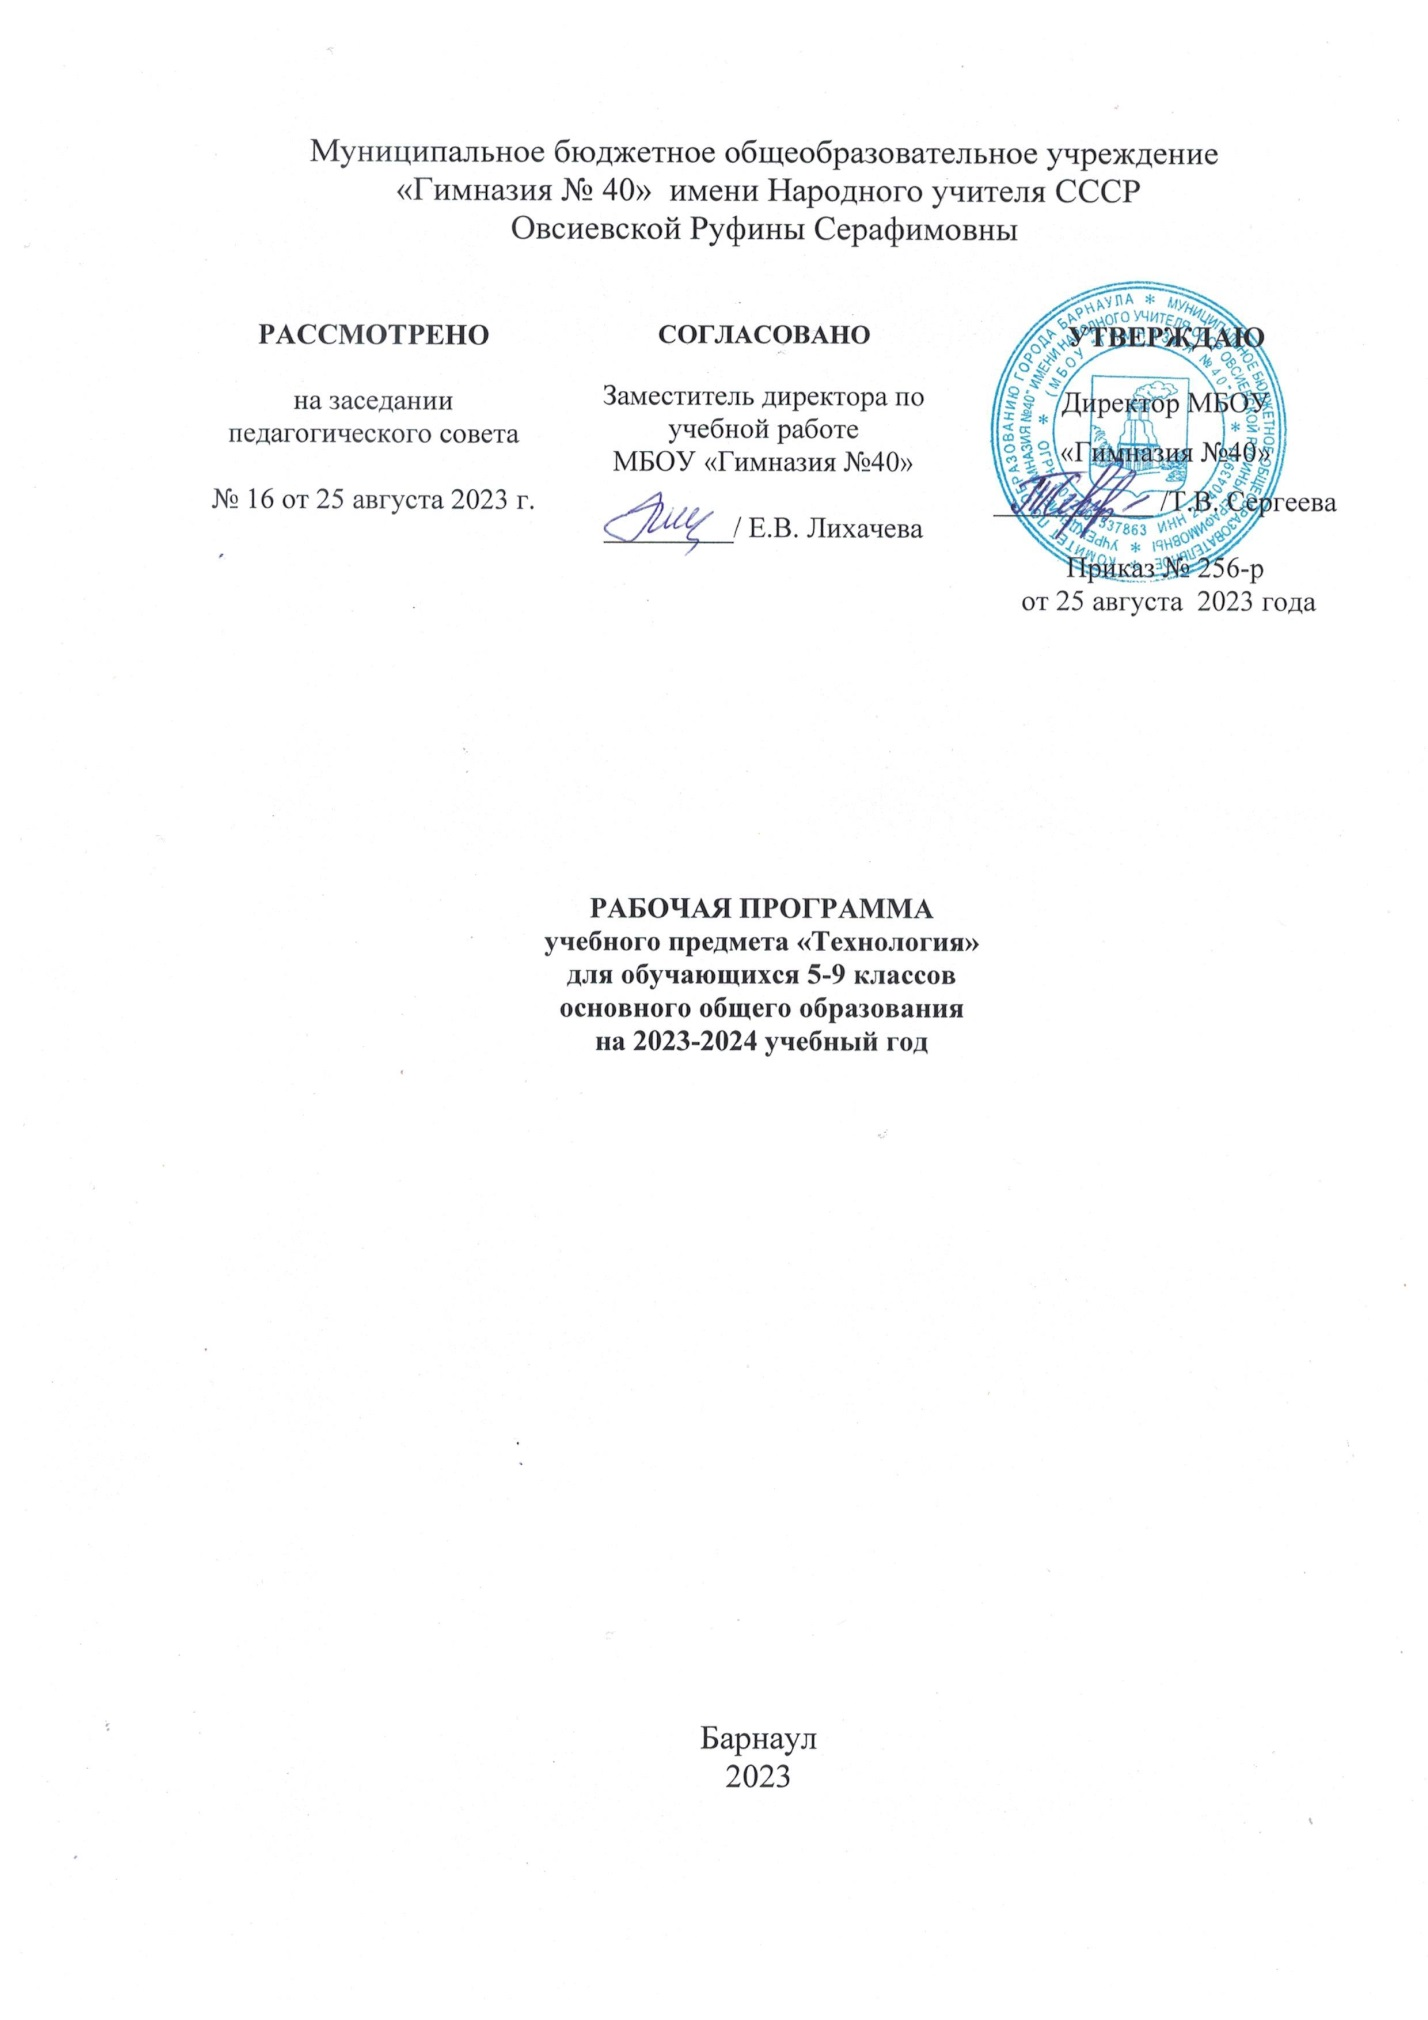 Муниципальное бюджетное общеобразовательное учреждение
«Гимназия № 40» имени Народного учителя СССР
Овсиевской Руфины Серафимовны
РАССМОТРЕНО
на заседании
педагогического совета
№ 16 от 25 августа 2023 г.
СОГЛАСОВАНО
Заместитель директора по
учебной работе
МБОУ «Гимназия №40»
_________/ Е.В. Лихачева
УТВЕРЖДАЮ
Директор МБОУ
«Гимназия №40»
___________ /Т.В. Сергеева
Приказ № 256-р
от 25 августа 2023 года
РАБОЧАЯ ПРОГРАММА
учебного предмета «Технология»
для обучающихся 5-9 классов
основного общего образования
на 2023-2024 учебный год
Барнаул
2023